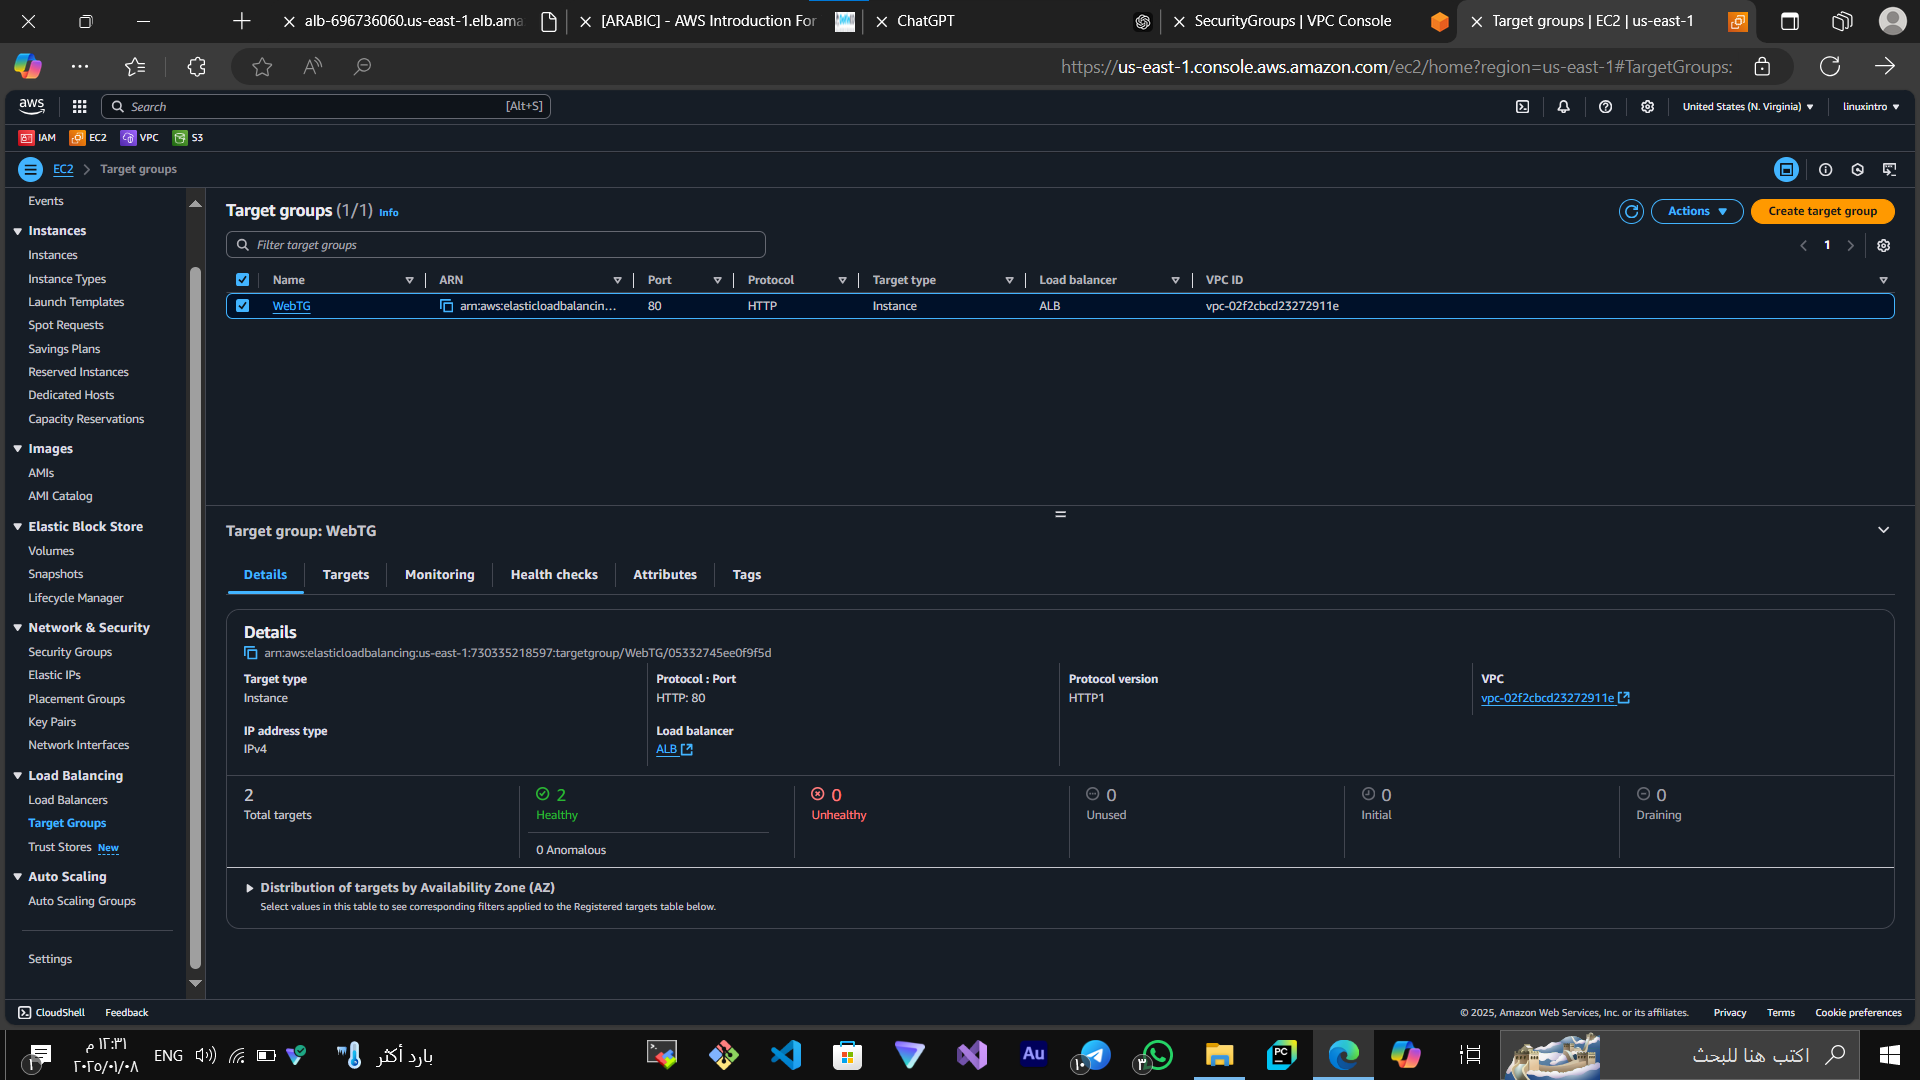 alb-696736060.us-east-1.elb.ama
[ARABIC] - AWS Introduction For
ChatGPT
SecurityGroups | VPC Console
Target groups | EC2 | us-east-1
https://us-east-1.console.aws.amazon.com/ec2/home?region=us-east-1#TargetGroups:
aws
Search
[Alt+S]
United States (N. Virginia)
linuxintro
IAM
EC2
VPC
S3
EC2
Target groups
Events
Instances
Instances
Instance Types
Launch Templates
Spot Requests
Savings Plans
Reserved Instances
Dedicated Hosts
Capacity Reservations
Images
AMIs
AMI Catalog
Elastic Block Store
Volumes
Snapshots
Lifecycle Manager
Network & Security
Security Groups
Elastic IPs
Placement Groups
Key Pairs
Network Interfaces
Load Balancing
Load Balancers
Target Groups
Trust Stores New
Auto Scaling
Auto Scaling Groups
Settings
Target groups (1/1) Info
Actions
Create target group
Filter target groups
1
Name
ARN
Port
Protocol
Target type
Load balancer
VPC ID
WebTG
arn:aws:elasticloadbalancin...
80
HTTP
Instance
ALB
vpc-02f2cbcd23272911e
Target group: WebTG
Details
Targets
Monitoring
Health checks
Attributes
Tags
Details
arn:aws:elasticloadbalancing:us-east-1:730335218597:targetgroup/WebTG/05332745ee0f9f5d
Target type
Instance
Protocol : Port
HTTP: 80
Protocol version
HTTP1
VPC
vpc-02f2cbcd23272911e
IP address type
IPv4
Load balancer
ALB
2
Total targets
2
Healthy
0 Anomalous
0
Unhealthy
0
Unused
0
Initial
0
Draining
Distribution of targets by Availability Zone (AZ)
Select values in this table to see corresponding filters applied to the Registered targets table below.
CloudShell
Feedback
© 2025, Amazon Web Services, Inc. or its affiliates.
Privacy
Terms
Cookie preferences
١
١٢:٣١ م
٢٠٢٥/٠١/٠٨
ENG
بارد أكثر
Au
١٠
٣
PC
اكتب هنا للبحث